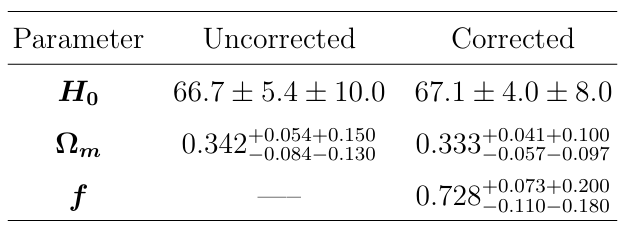 Parameter Uncorrected Corrected
H₀ 66.7 ± 5.4 ± 10.0 67.1 ± 4.0 ± 8.0
Ωₘ 0.342 +0.054+0.150 −0.084−0.130 0.333 +0.041+0.100 −0.057−0.097
f —– 0.728 +0.073+0.200 −0.110−0.180